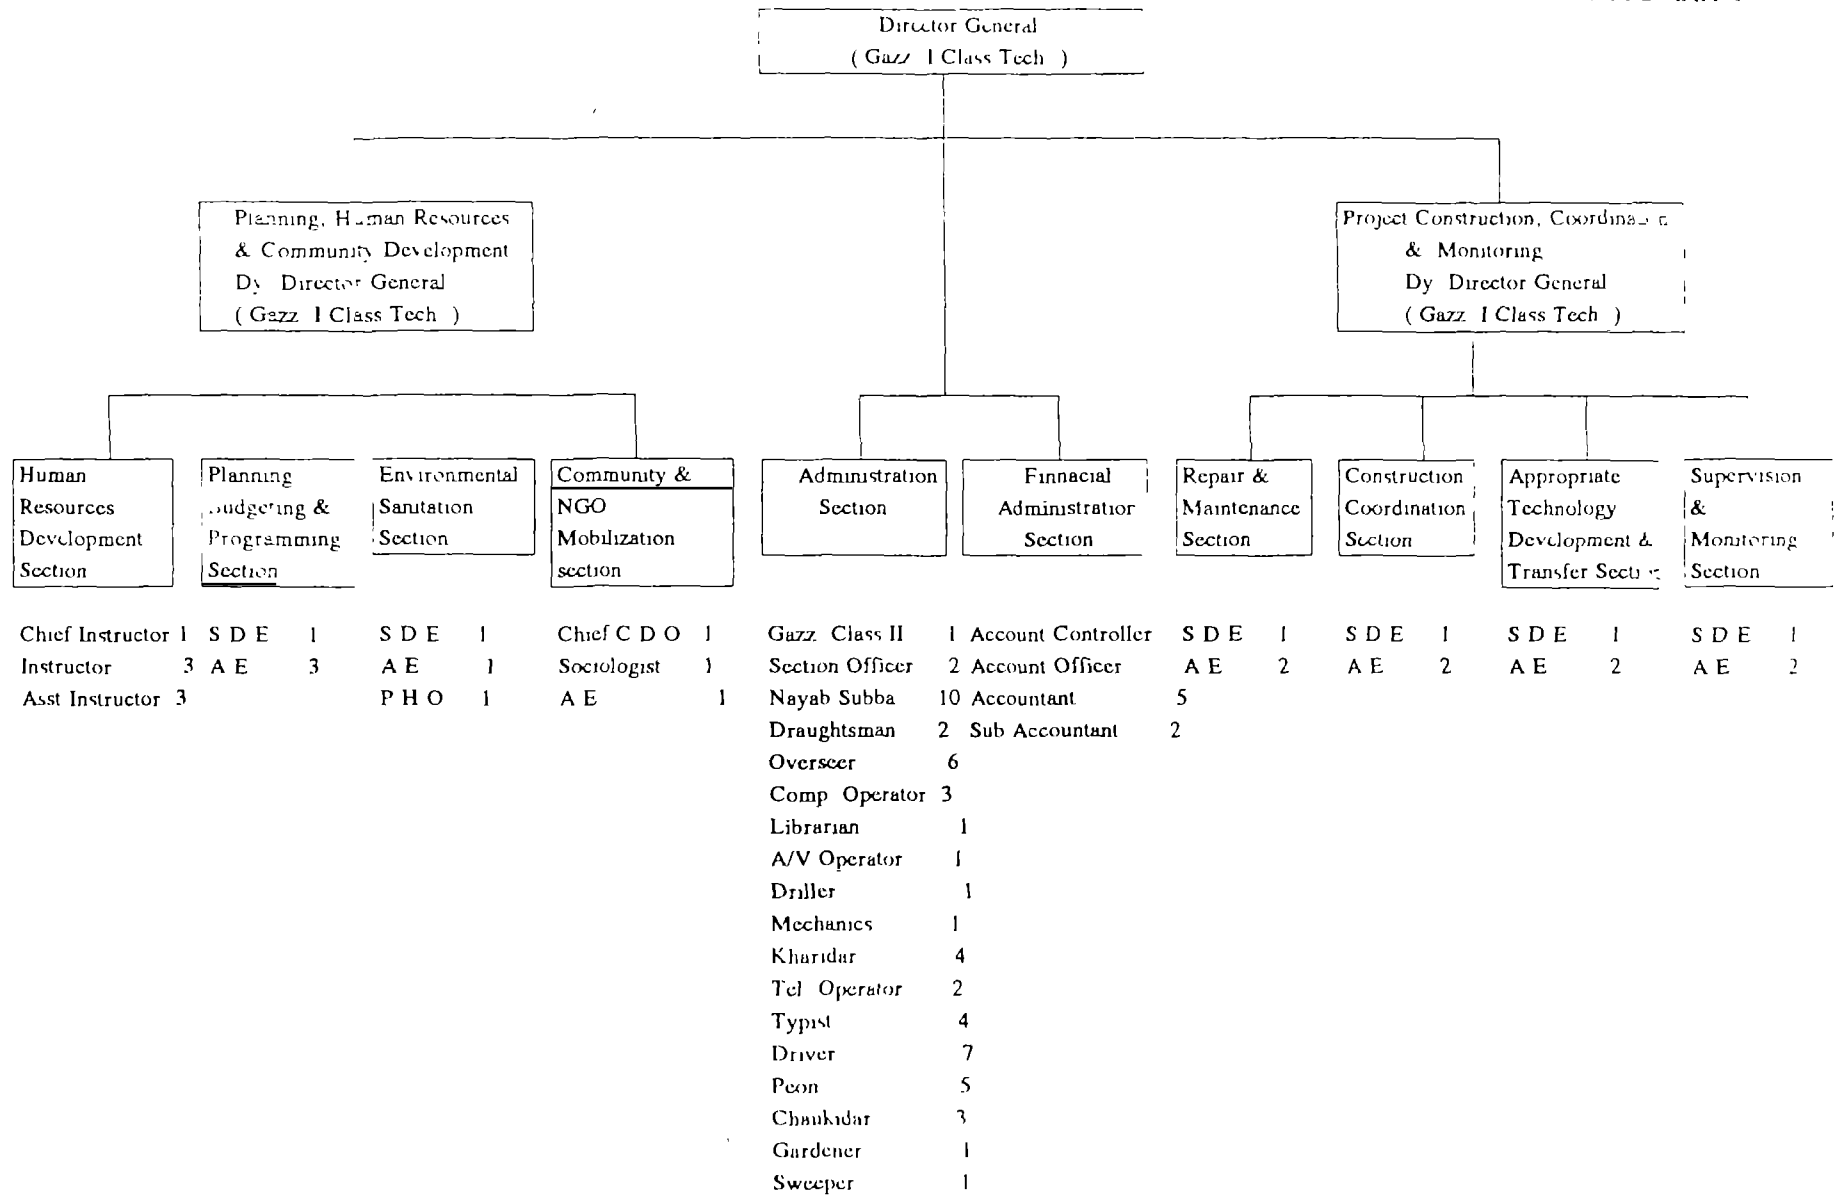 Director General
( Gazz I Class Tech )
Planning, Human Resources
& Community Development
Dy Director General
( Gazz I Class Tech )
Project Construction,
& Monitoring
Dy Director General
( Gazz I Class Tech )
Human
Resources
Development
Section
Planning
Budgeting &
Programming
Section
Environmental
Sanitation
Section
Community &
NGO
Mobilization
section
Administration
Section
Finnacial
Administration
Section
Repair &
Maintenance
Section
Construction
Coordination
Section
Appropriate
Technology
Development &
Transfer Section
Supervision
&
Monitoring
Section
Chief Instructor 1
Instructor 3
Asst Instructor 3
S D E 1
A E 3
S D E 1
A E 1
P H O 1
Chief C D O 1
Sociologist 1
A E 1
Gazz Class II 1
Section Officer 2
Nayab Subba 10
Draughtsman 2
Overseer 6
Comp Operator 3
Librarian 1
A/V Operator 1
Driller 1
Mechanics 1
Kharidar 4
Tel Operator 2
Typist 4
Driver 7
Peon 5
Chaukidar 3
Gardener 1
Sweeper 1
Account Controller
Account Officer
Accountant 5
Sub Accountant 2
S D E 1
A E 2
S D E 1
A E 2
S D E 1
A E 2
S D E 1
A E 2